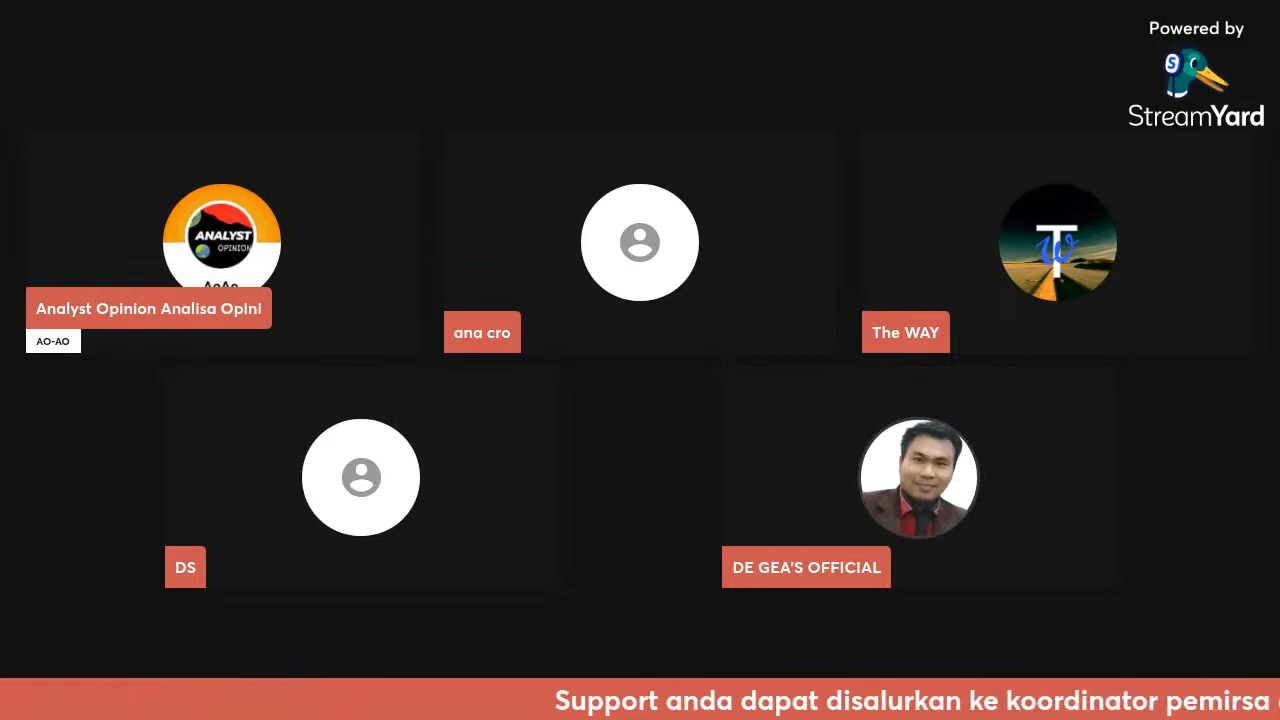 Powered by
StreamYard
ANALYST
OPINION
AoAo
Analyst Opinion Analisa Opini
AO-AO
ana cro
T
w
The WAY
DS
DE GEA'S OFFICIAL
Support anda dapat disalurkan ke koordinator pemirsa